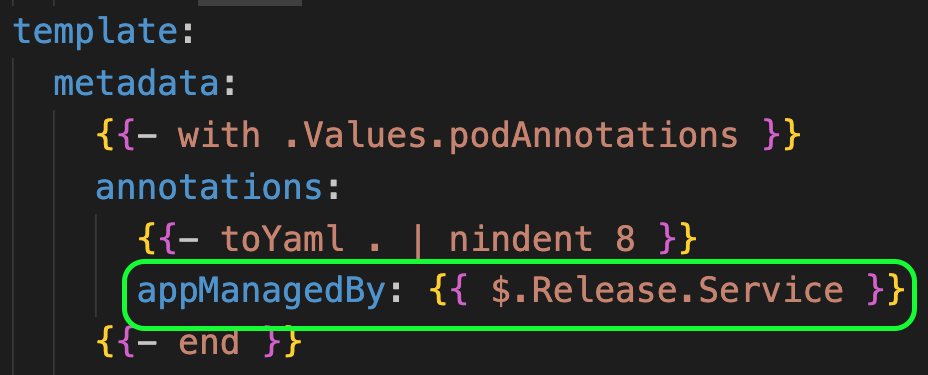 template:
metadata:
{{- with .Values.podAnnotations }}
annotations:
{{- toYaml . | nindent 8 }}
appManagedBy: {{ $.Release.Service }}
{{- end }}